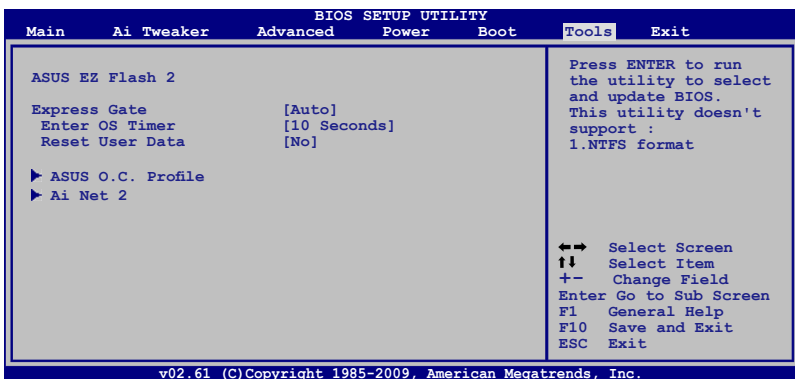 BIOS SETUP UTILITY
Main Ai Tweaker Advanced Power Boot Tools Exit
ASUS EZ Flash 2
Express Gate [Auto]
Enter OS Timer [10 Seconds]
Reset User Data [No]
ASUS O.C. Profile
Ai Net 2
Press ENTER to run
the utility to select
and update BIOS.
This utility doesn't
support :
1.NTFS format
←→ Select Screen
↑↓ Select Item
+- Change Field
Enter Go to Sub Screen
F1 General Help
F10 Save and Exit
ESC Exit
v02.61 (C)Copyright 1985-2009, American Megatrends, Inc.